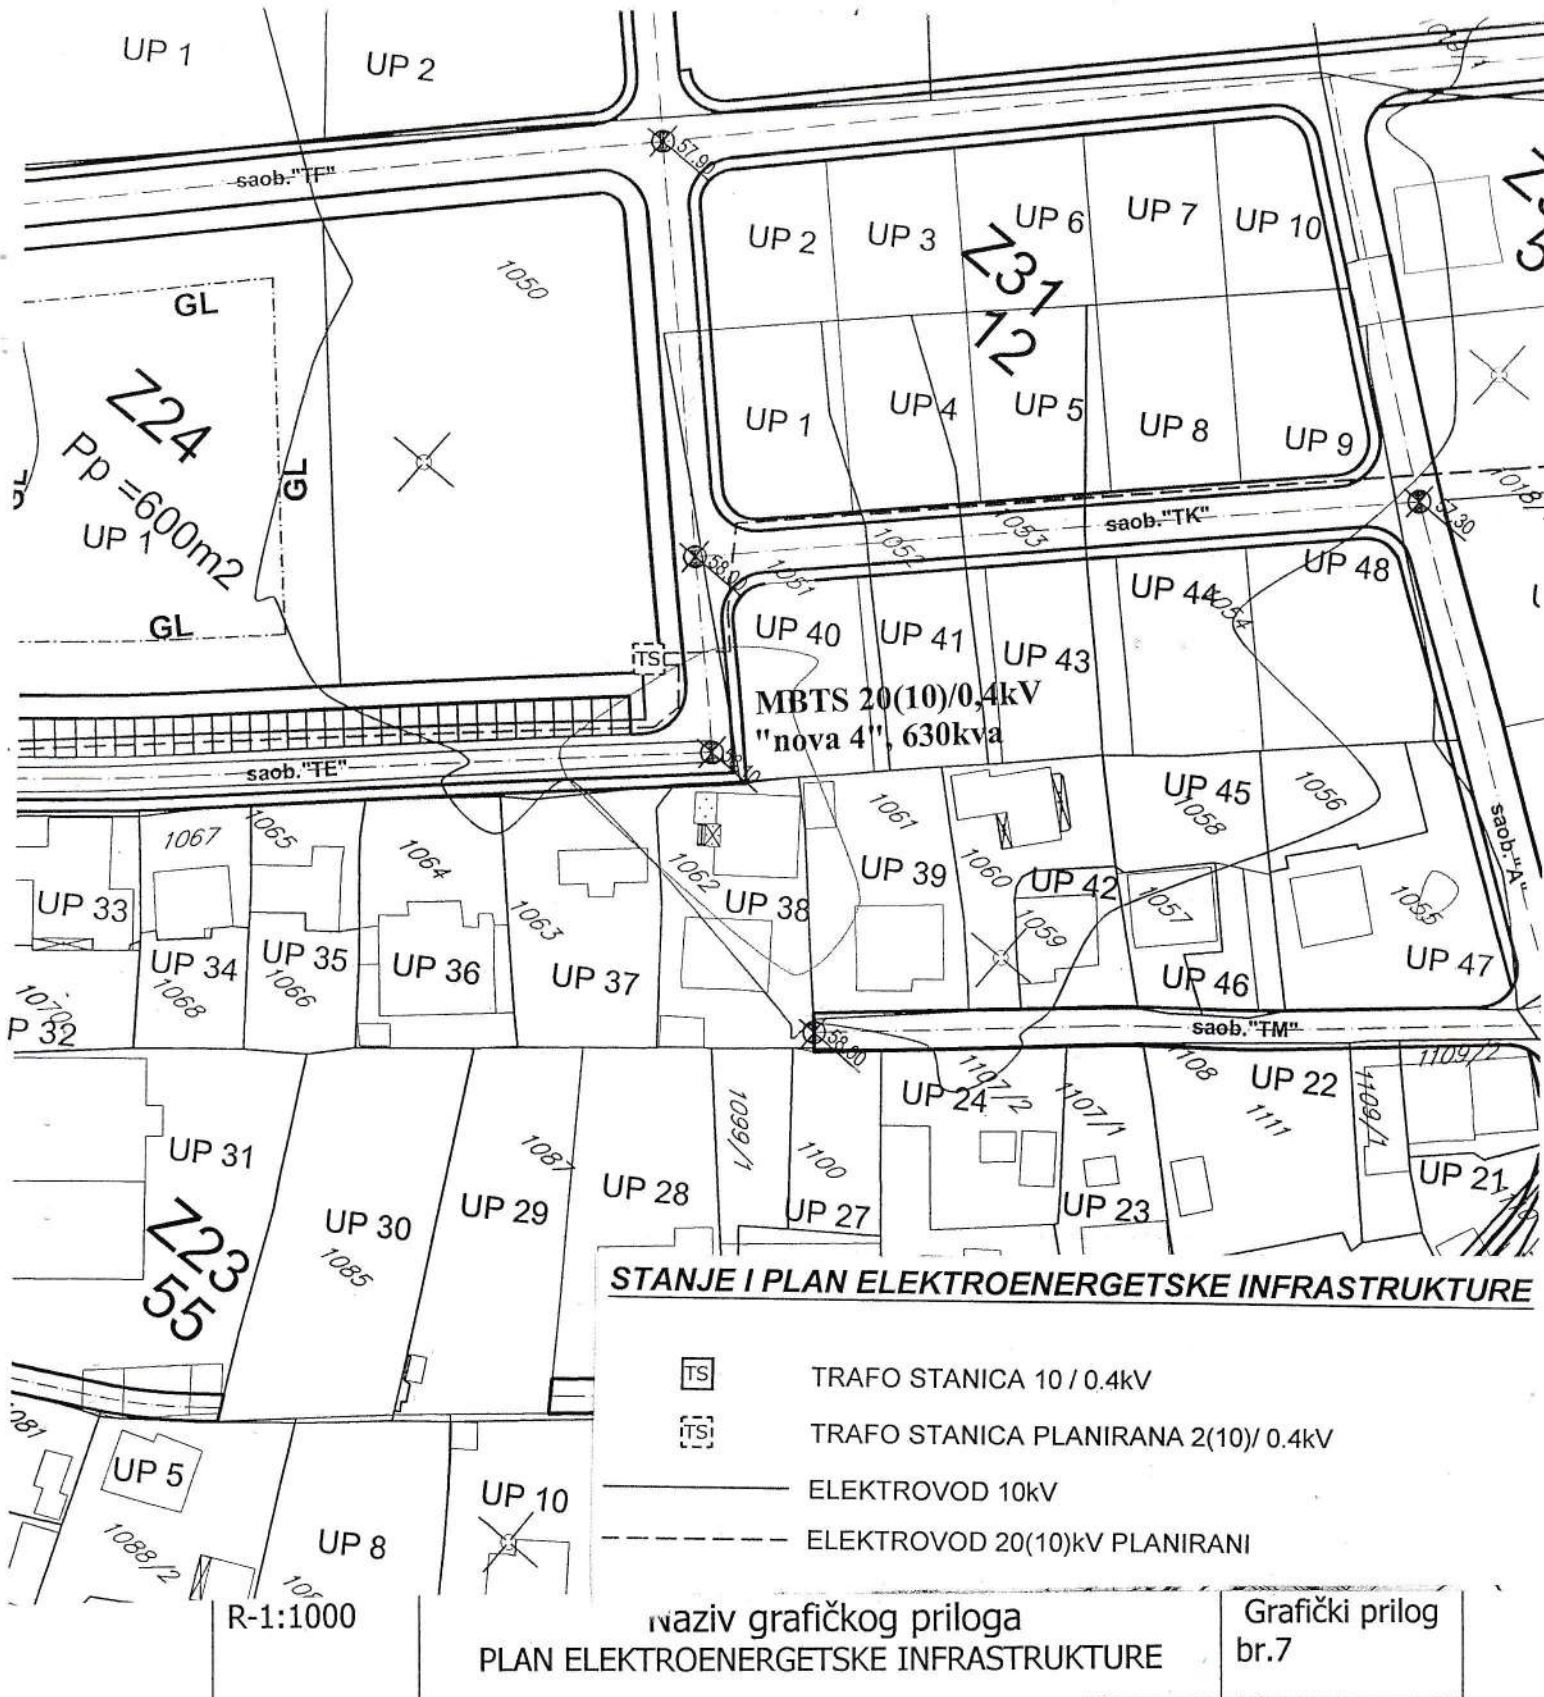 UP 1
UP 2
saob."TF"
57.90
1050
GL
Z24
Pp =600m2
UP 1
GL
GL
GL
UP 2
UP 3
UP 6
UP 7
UP 10
Z31
12
UP 1
UP 4
UP 5
UP 8
UP 9
saob."TK"
57.30
1052
1053
1051
58.00
UP 40
UP 41
UP 43
UP 44
1054
UP 48
TS
MBTS 20(10)/0,4kV
"nova 4", 630kva
saob."TE"
saob."A"
1067
1065
1064
1063
1062
1061
1060
UP 45
1058
1056
UP 33
UP 34
1068
UP 35
1066
UP 36
UP 37
UP 38
UP 39
UP 42
1059
1057
UP 46
1055
UP 47
1070
P 32
58.80
saob."TM"
UP 31
Z23
55
UP 30
1085
UP 29
1087
UP 28
1099/1
1100
UP 27
UP 24
1107/2
1107/1
UP 23
1108
UP 22
1111
1109/1
1109/2
UP 21
STANJE I PLAN ELEKTROENERGETSKE INFRASTRUKTURE
TS TRAFO STANICA 10 / 0.4kV
TS TRAFO STANICA PLANIRANA 2(10)/ 0.4kV
ELEKTROVOD 10kV
ELEKTROVOD 20(10)kV PLANIRANI
UP 5
1088/2
UP 8
UP 10
R-1:1000
Naziv grafičkog priloga
PLAN ELEKTROENERGETSKE INFRASTRUKTURE
Grafički prilog
br.7